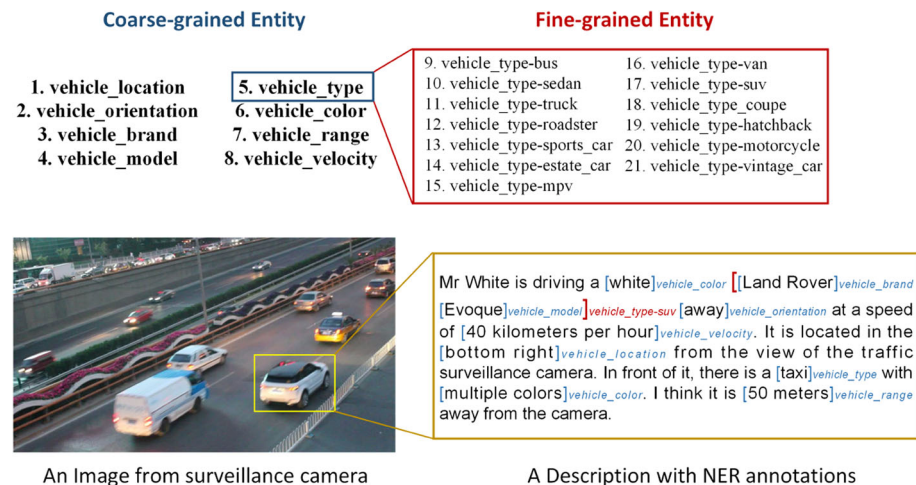 Coarse-grained Entity
Fine-grained Entity
1. vehicle_location
2. vehicle_orientation
3. vehicle_brand
4. vehicle_model
5. vehicle_type
6. vehicle_color
7. vehicle_range
8. vehicle_velocity
9. vehicle_type-bus
10. vehicle_type-sedan
11. vehicle_type-truck
12. vehicle_type-roadster
13. vehicle_type-sports_car
14. vehicle_type-estate_car
15. vehicle_type-mpv
16. vehicle_type-van
17. vehicle_type-suv
18. vehicle_type_coupe
19. vehicle_type-hatchback
20. vehicle_type-motorcycle
21. vehicle_type-vintage_car
Mr White is driving a [white]vehicle_color [[Land Rover]vehicle_brand
[Evoque]vehicle_model]vehicle_type-suv [away]vehicle_orientation at a speed
of [40 kilometers per hour]vehicle_velocity. It is located in the
[bottom right]vehicle_location from the view of the traffic
surveillance camera. In front of it, there is a [taxi]vehicle_type with
[multiple colors]vehicle_color. I think it is [50 meters]vehicle_range
away from the camera.
An Image from surveillance camera
A Description with NER annotations